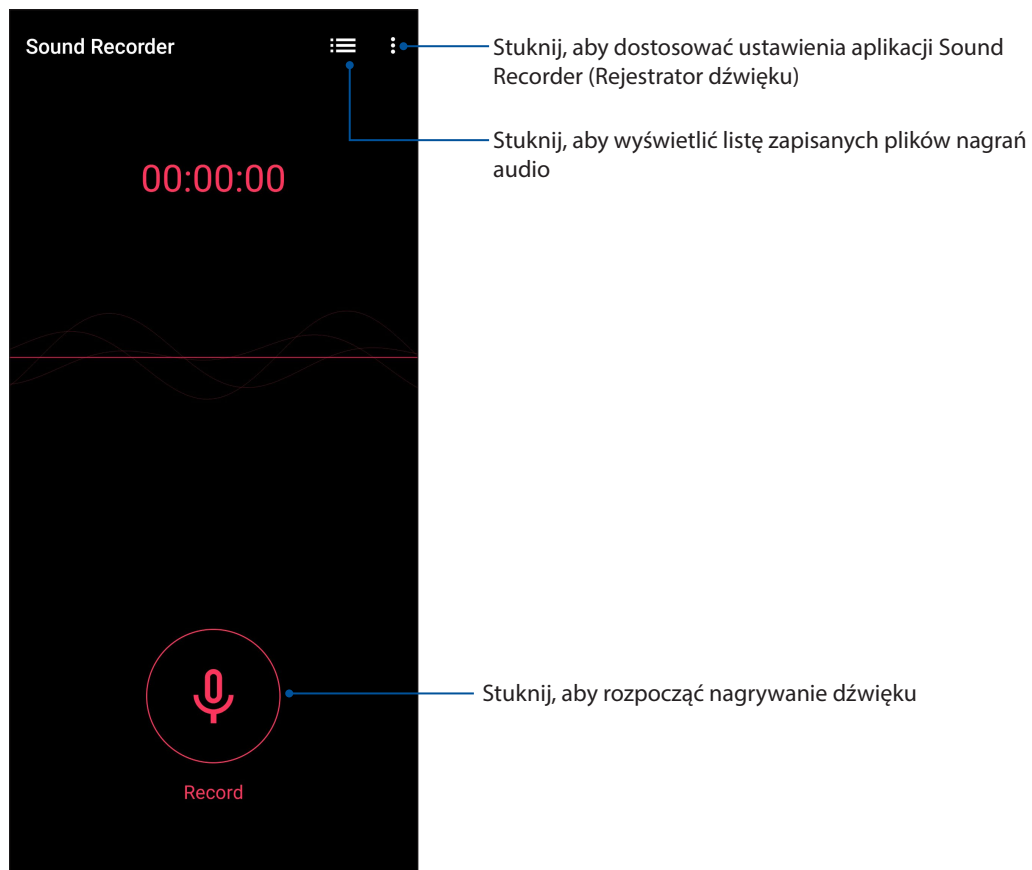 Sound Recorder
Stuknij, aby dostosować ustawienia aplikacji Sound
Recorder (Rejestrator dźwięku)
Stuknij, aby wyświetlić listę zapisanych plików nagrań
audio
00:00:00
Stuknij, aby rozpocząć nagrywanie dźwięku
Record